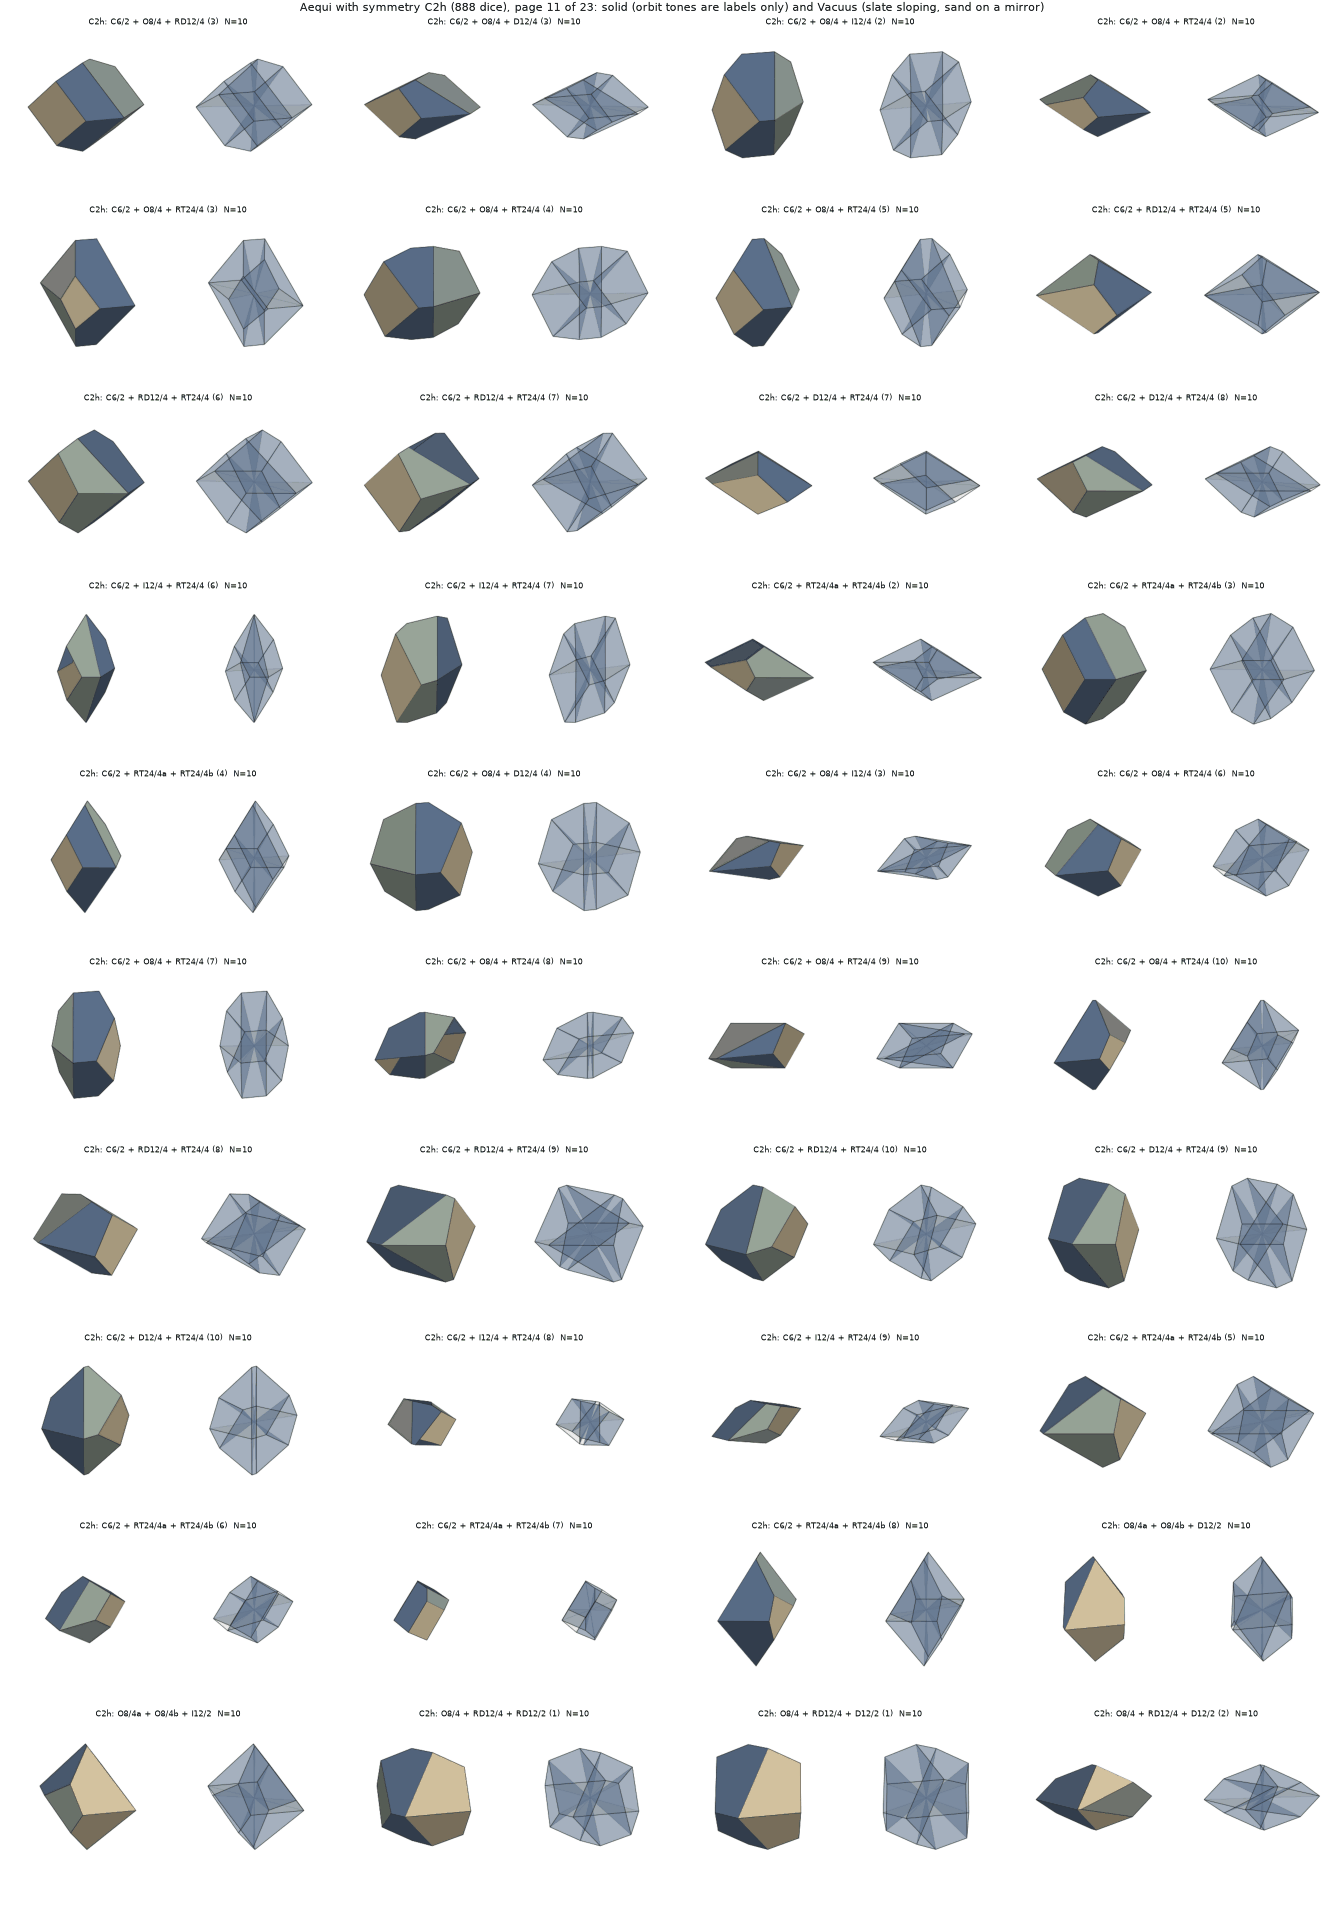 Aequi with symmetry C2h (888 dice), page 11 of 23: solid (orbit tones are labels only) and Vacuus (slate sloping, sand on a mirror)
C2h: C6/2 + O8/4 + RD12/4 (3)  N=10
C2h: C6/2 + O8/4 + D12/4 (3)  N=10
C2h: C6/2 + O8/4 + I12/4 (2)  N=10
C2h: C6/2 + O8/4 + RT24/4 (2)  N=10
C2h: C6/2 + O8/4 + RT24/4 (3)  N=10
C2h: C6/2 + O8/4 + RT24/4 (4)  N=10
C2h: C6/2 + O8/4 + RT24/4 (5)  N=10
C2h: C6/2 + RD12/4 + RT24/4 (5)  N=10
C2h: C6/2 + RD12/4 + RT24/4 (6)  N=10
C2h: C6/2 + RD12/4 + RT24/4 (7)  N=10
C2h: C6/2 + D12/4 + RT24/4 (7)  N=10
C2h: C6/2 + D12/4 + RT24/4 (8)  N=10
C2h: C6/2 + I12/4 + RT24/4 (6)  N=10
C2h: C6/2 + I12/4 + RT24/4 (7)  N=10
C2h: C6/2 + RT24/4a + RT24/4b (2)  N=10
C2h: C6/2 + RT24/4a + RT24/4b (3)  N=10
C2h: C6/2 + RT24/4a + RT24/4b (4)  N=10
C2h: C6/2 + O8/4 + D12/4 (4)  N=10
C2h: C6/2 + O8/4 + I12/4 (3)  N=10
C2h: C6/2 + O8/4 + RT24/4 (6)  N=10
C2h: C6/2 + O8/4 + RT24/4 (7)  N=10
C2h: C6/2 + O8/4 + RT24/4 (8)  N=10
C2h: C6/2 + O8/4 + RT24/4 (9)  N=10
C2h: C6/2 + O8/4 + RT24/4 (10)  N=10
C2h: C6/2 + RD12/4 + RT24/4 (8)  N=10
C2h: C6/2 + RD12/4 + RT24/4 (9)  N=10
C2h: C6/2 + RD12/4 + RT24/4 (10)  N=10
C2h: C6/2 + D12/4 + RT24/4 (9)  N=10
C2h: C6/2 + D12/4 + RT24/4 (10)  N=10
C2h: C6/2 + I12/4 + RT24/4 (8)  N=10
C2h: C6/2 + I12/4 + RT24/4 (9)  N=10
C2h: C6/2 + RT24/4a + RT24/4b (5)  N=10
C2h: C6/2 + RT24/4a + RT24/4b (6)  N=10
C2h: C6/2 + RT24/4a + RT24/4b (7)  N=10
C2h: C6/2 + RT24/4a + RT24/4b (8)  N=10
C2h: O8/4a + O8/4b + D12/2  N=10
C2h: O8/4a + O8/4b + I12/2  N=10
C2h: O8/4 + RD12/4 + RD12/2 (1)  N=10
C2h: O8/4 + RD12/4 + D12/2 (1)  N=10
C2h: O8/4 + RD12/4 + D12/2 (2)  N=10